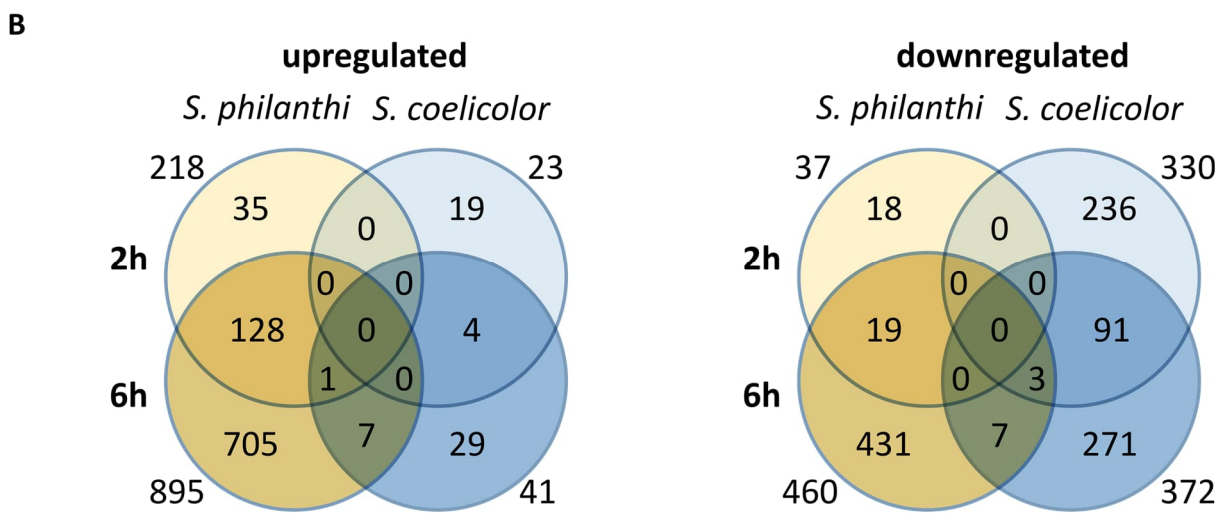 B
upregulated
S. philanthi S. coelicolor
218 23
35 0 19
2h
0 0
128 0 4
1 0
6h
705 7 29
895 41
downregulated
S. philanthi S. coelicolor
37 330
18 0 236
2h
0 0
19 0 91
0 3
6h
431 7 271
460 372